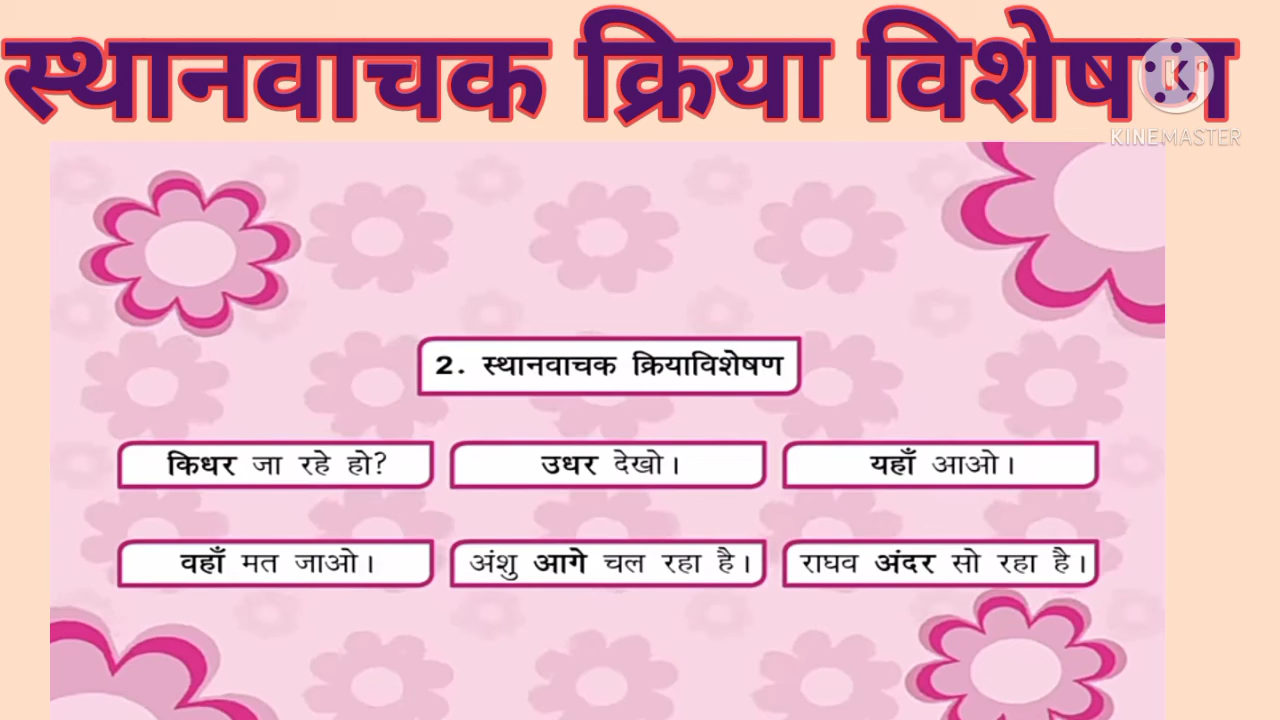 स्थानवाचक क्रिया विशेषण
KINEMASTER
2. स्थानवाचक क्रियाविशेषण
किधर जा रहे हो?
उधर देखो।
यहाँ आओ।
वहाँ मत जाओ।
अंशु आगे चल रहा है।
राघव अंदर सो रहा है।